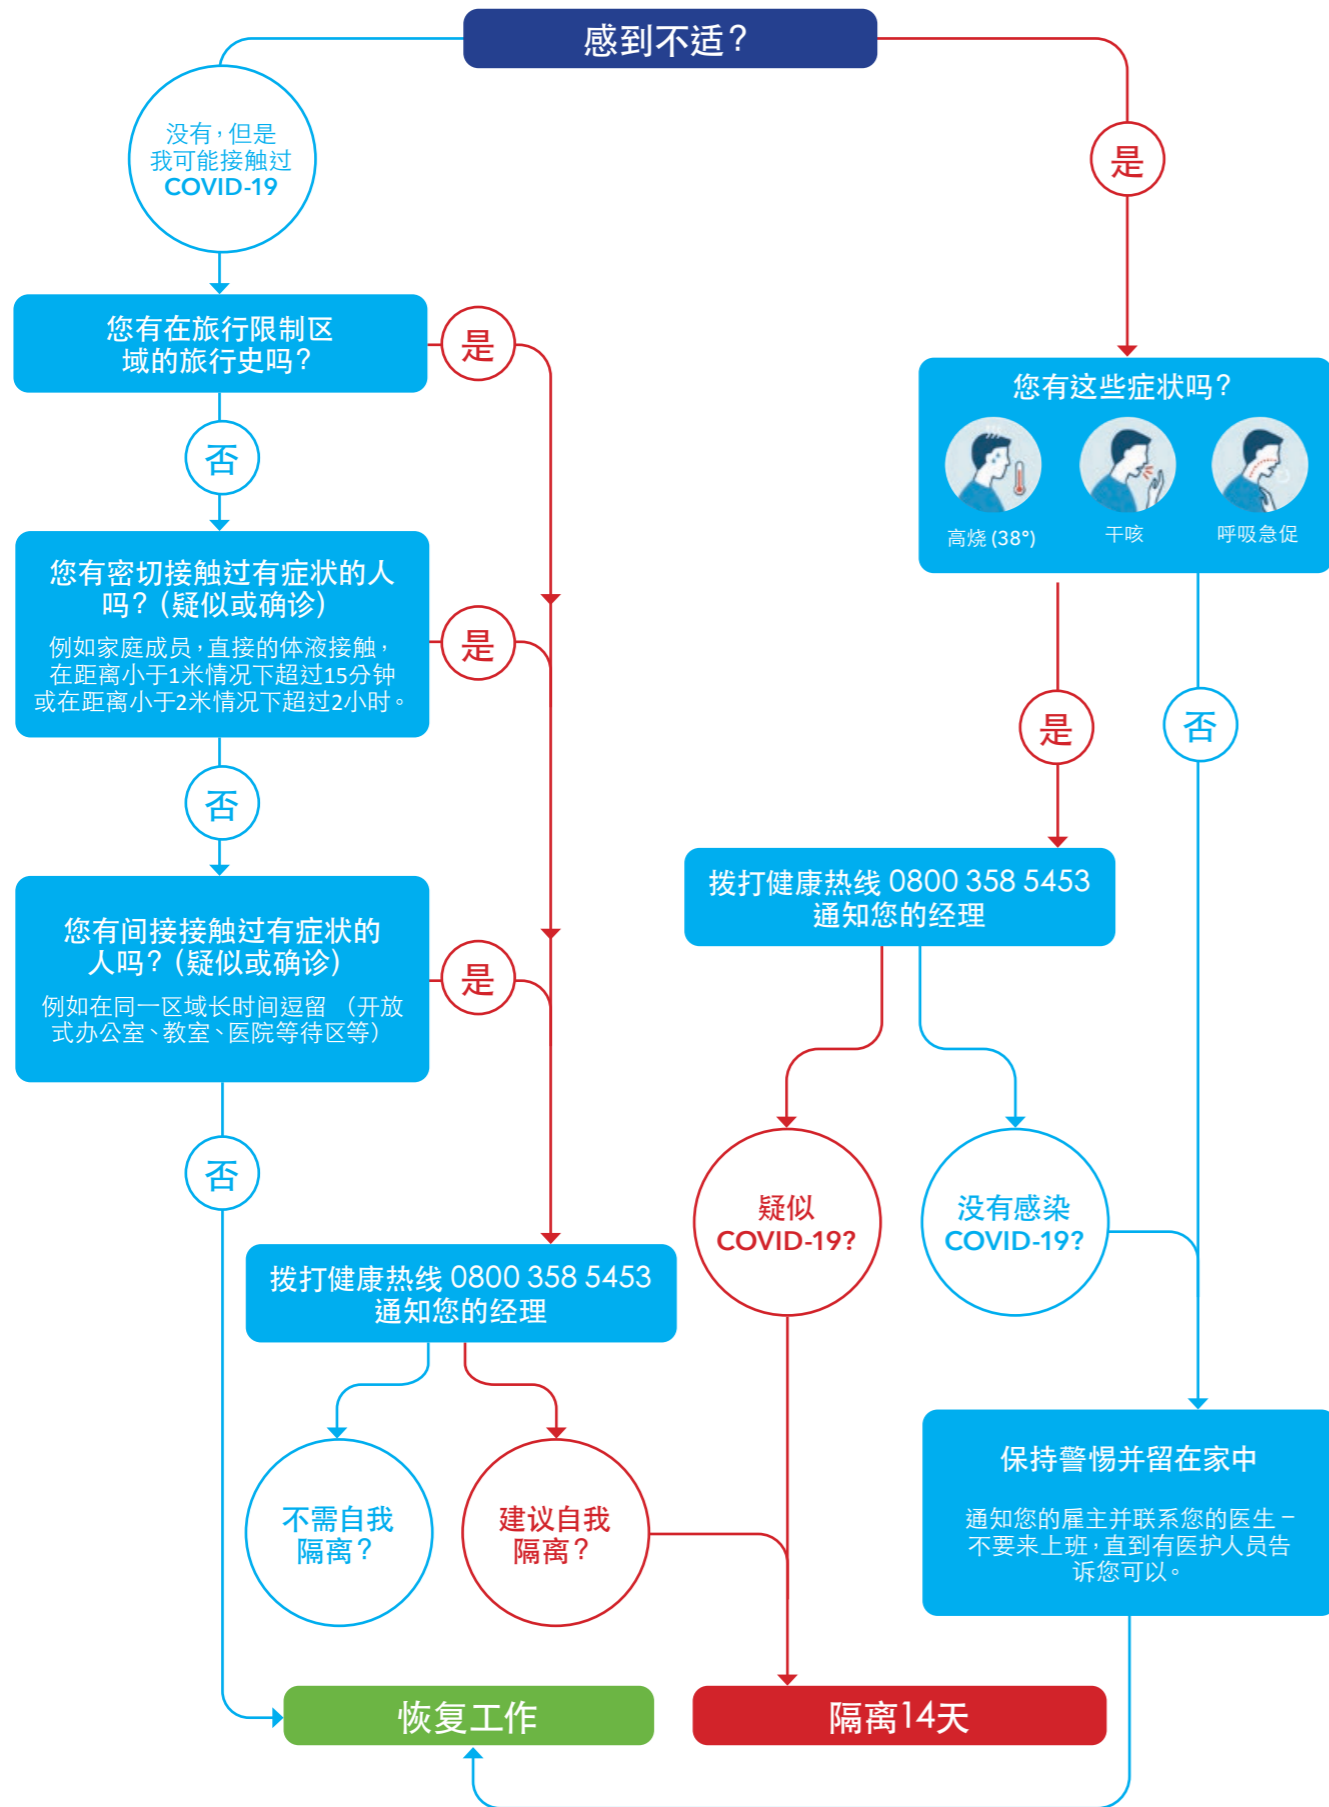 感到不适？
没有，但是
我可能接触过
COVID-19
是
您有在旅行限制区
域的旅行史吗？
是
您有这些症状吗？
高烧 (38°)
干咳
呼吸急促
否
您有密切接触过有症状的人
吗？（疑似或确诊）
例如家庭成员，直接的体液接触，
在距离小于1米情况下超过15分钟
或在距离小于2米情况下超过2小时。
是
是
否
否
您有间接接触过有症状的
人吗？（疑似或确诊）
例如在同一区域长时间逗留 （开放
式办公室、教室、医院等待区等）
是
拨打健康热线 0800 358 5453
通知您的经理
否
疑似
COVID-19?
没有感染
COVID-19?
拨打健康热线 0800 358 5453
通知您的经理
不需自我
隔离？
建议自我
隔离？
保持警惕并留在家中
通知您的雇主并联系您的医生 –
不要来上班，直到有医护人员告
诉您可以。
恢复工作
隔离14天